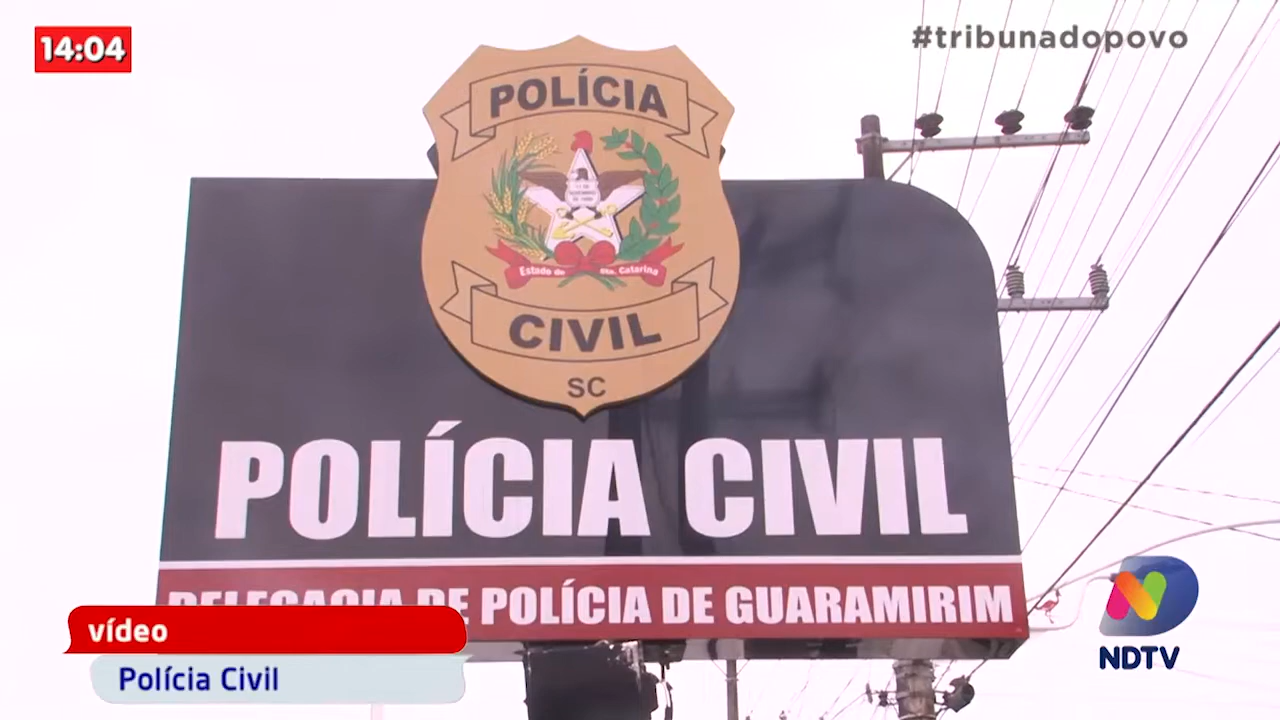 14:04
#tribunadopovo
POLÍCIA
Estado de Sta. Catarina
CIVIL
SC
POLÍCIA CIVIL
DELEGACIA DE POLÍCIA DE GUARAMIRIM
vídeo
Polícia Civil
NDTV